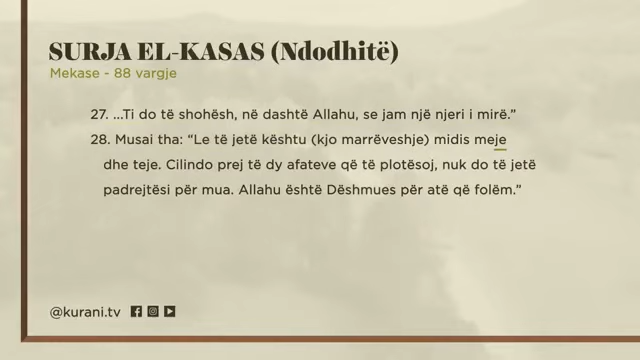 SURJA EL-KASAS (Ndodhitë)
Mekase - 88 vargje
27. ...Ti do të shohësh, në dashtë Allahu, se jam një njeri i mirë.”
28. Musai tha: “Le të jetë kështu (kjo marrëveshje) midis meje
dhe teje. Cilindo prej të dy afateve që të plotësoj, nuk do të jetë
padrejtësi për mua. Allahu është Dëshmues për atë që folëm.”
@kurani.tv